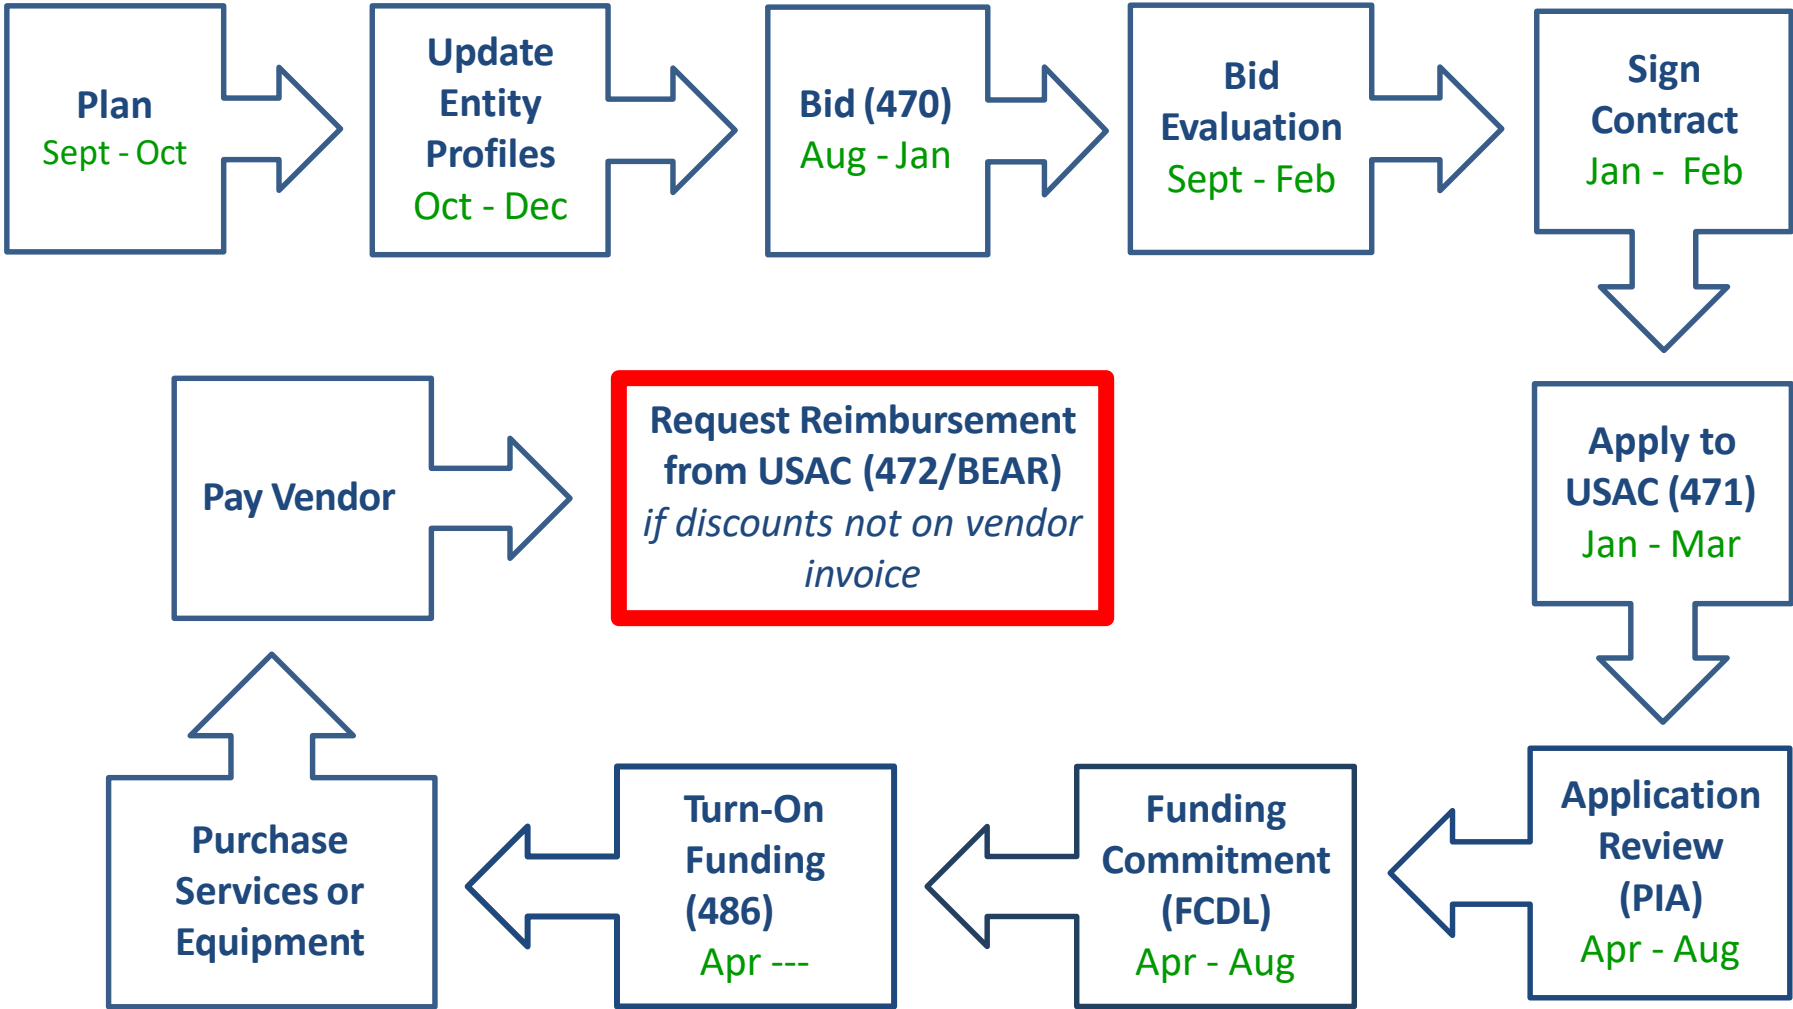 Plan
Sept - Oct
Update
Entity
Profiles
Oct - Dec
Bid (470)
Aug - Jan
Bid
Evaluation
Sept - Feb
Sign
Contract
Jan - Feb
Apply to
USAC (471)
Jan - Mar
Application
Review
(PIA)
Apr - Aug
Funding
Commitment
(FCDL)
Apr - Aug
Turn-On
Funding
(486)
Apr ---
Purchase
Services or
Equipment
Pay Vendor
Request Reimbursement
from USAC (472/BEAR)
if discounts not on vendor
invoice